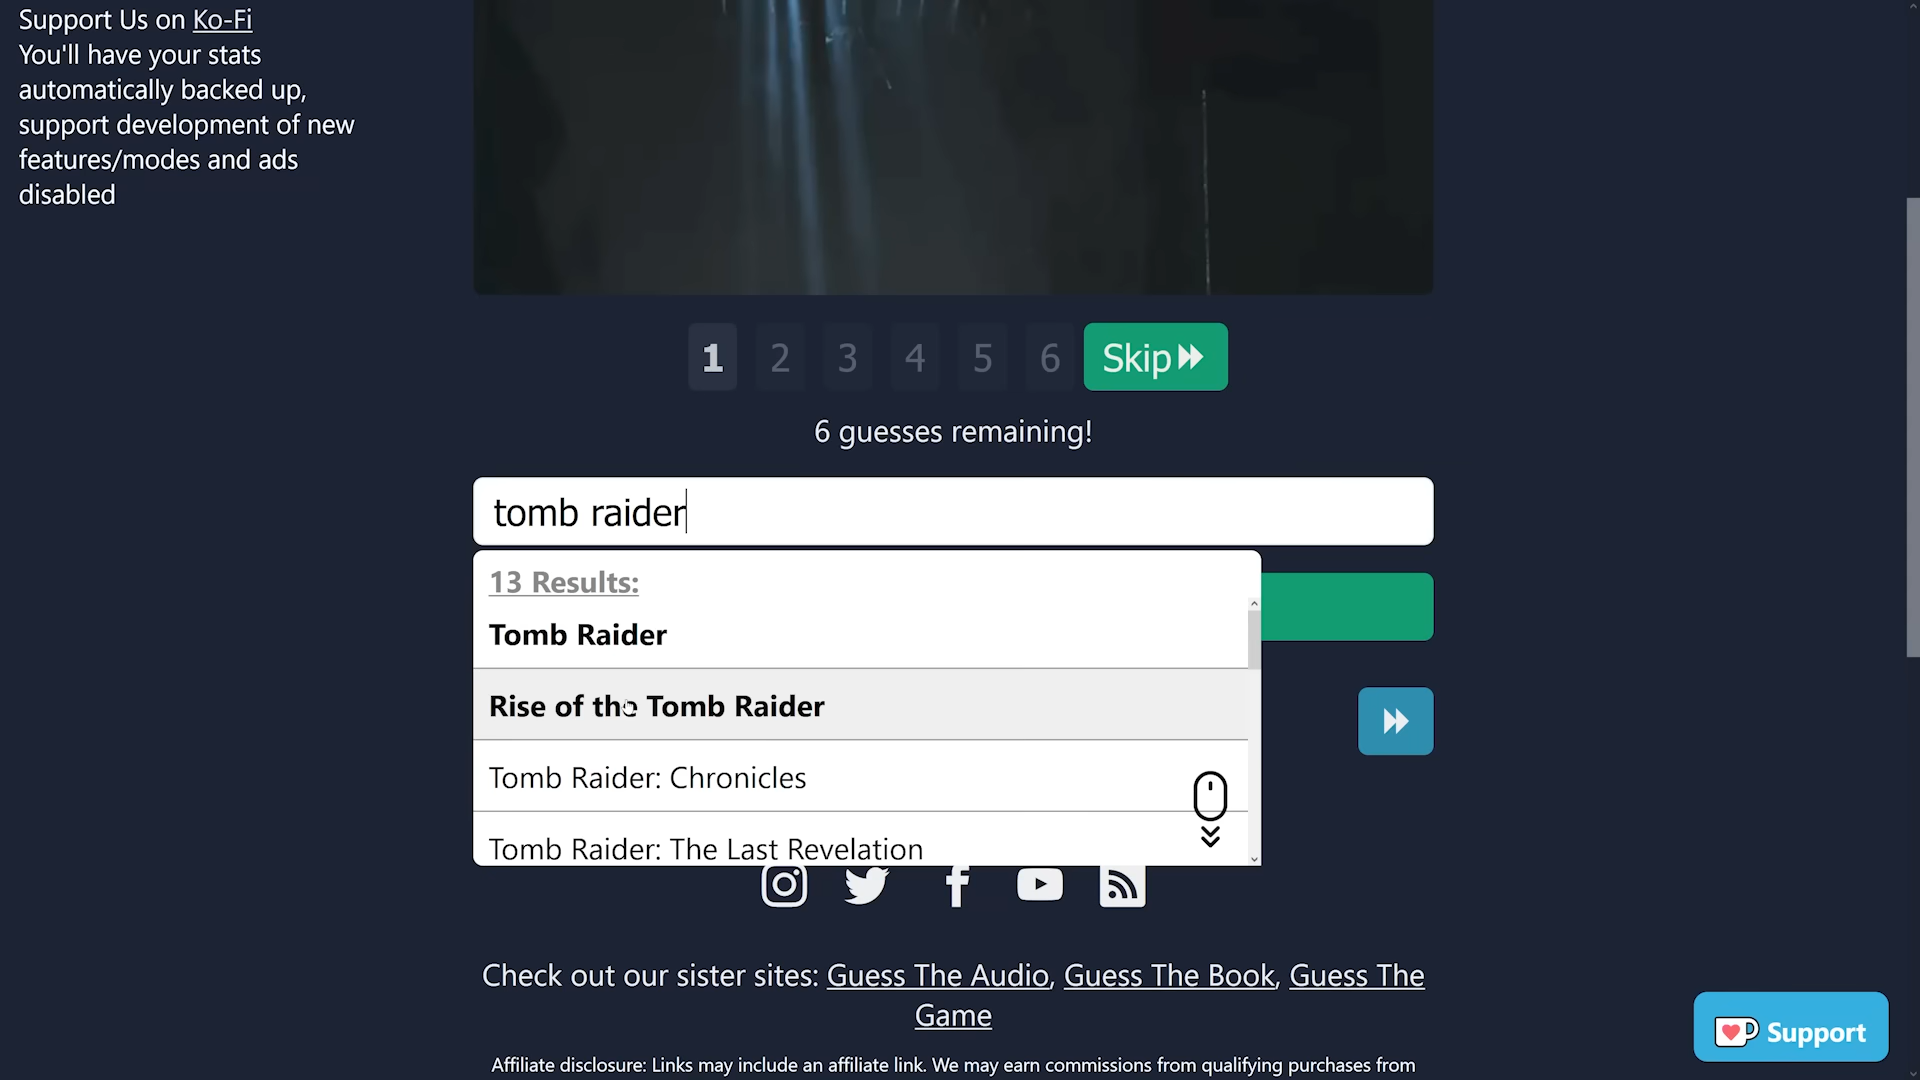 Support Us on Ko-Fi
You'll have your stats
automatically backed up,
support development of new
features/modes and ads
disabled
1 2 3 4 5 6 Skip
6 guesses remaining!
tomb raider
13 Results:
Tomb Raider
Rise of the Tomb Raider
Tomb Raider: Chronicles
Tomb Raider: The Last Revelation
Check out our sister sites: Guess The Audio, Guess The Book, Guess The
Game
Support
Affiliate disclosure: Links may include an affiliate link. We may earn commissions from qualifying purchases from